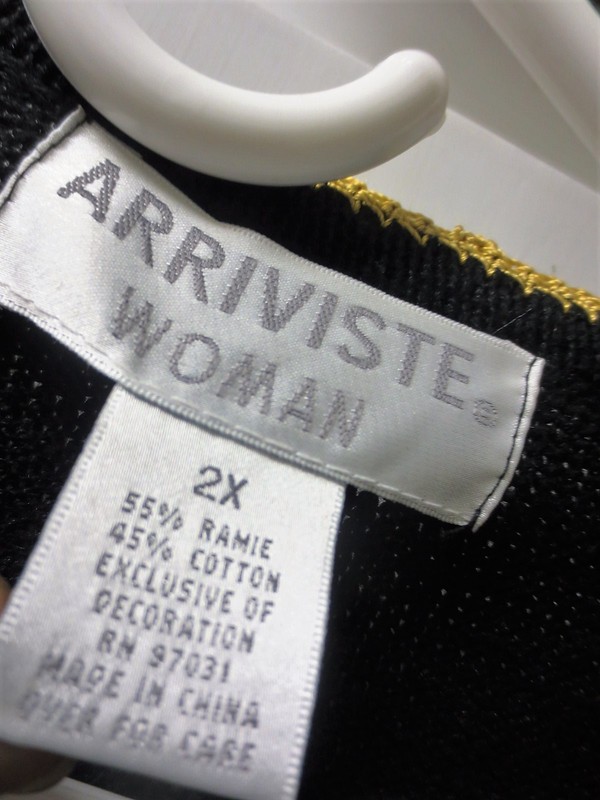 ARRIVISTE®
WOMAN
2X
55% RAMIE
45% COTTON
EXCLUSIVE OF
DECORATION
RN 97031
MADE IN CHINA
OVER FOR CARE